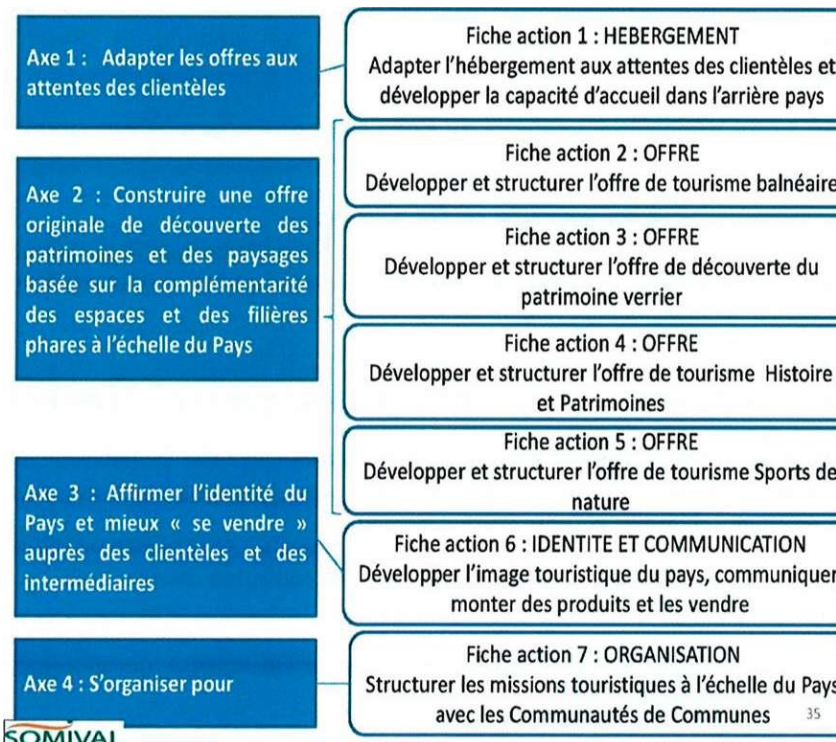 Axe 1 : Adapter les offres aux
attentes des clientèles
Fiche action 1 : HEBERGEMENT
Adapter l'hébergement aux attentes des clientèles et
développer la capacité d'accueil dans l'arrière pays
Axe 2 : Construire une offre
originale de découverte des
patrimoines et des paysages
basée sur la complémentarité
des espaces et des filières
phares à l'échelle du Pays
Fiche action 2 : OFFRE
Développer et structurer l'offre de tourisme balnéaire
Fiche action 3 : OFFRE
Développer et structurer l'offre de découverte du
patrimoine verrier
Fiche action 4 : OFFRE
Développer et structurer l'offre de tourisme Histoire
et Patrimoines
Fiche action 5 : OFFRE
Développer et structurer l'offre de tourisme Sports de
nature
Axe 3 : Affirmer l'identité du
Pays et mieux « se vendre »
auprès des clientèles et des
intermédiaires
Fiche action 6 : IDENTITE ET COMMUNICATION
Développer l'image touristique du pays, communiquer
monter des produits et les vendre
Axe 4 : S'organiser pour
Fiche action 7 : ORGANISATION
Structurer les missions touristiques à l'échelle du Pays
avec les Communautés de Communes
35
SOMIVAL